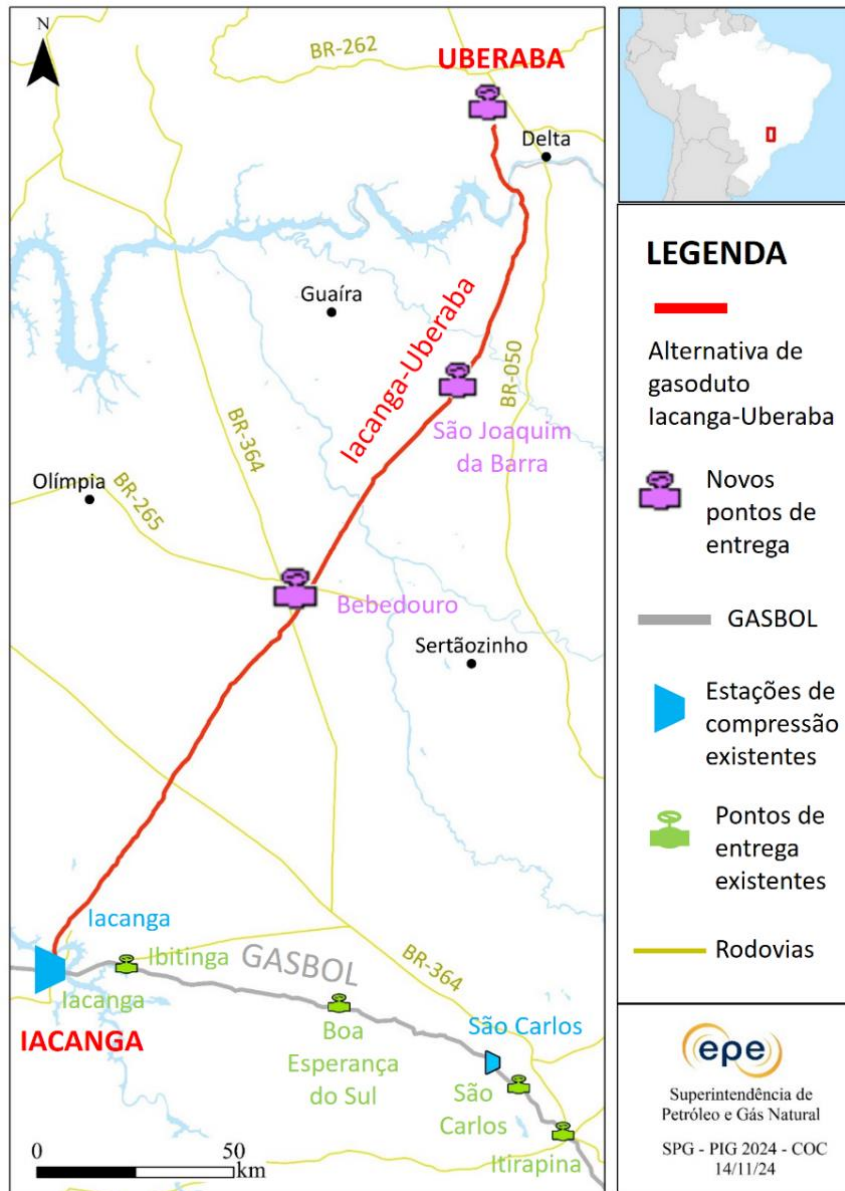 N
BR-262
UBERABA
Delta
Guaíra
Iacanga-Uberaba
BR-050
São Joaquim
da Barra
BR-364
Olímpia
BR-265
Bebedouro
Sertãozinho
Iacanga
Ibitinga
GASBOL
BR-364
Iacanga
IACANGA
Boa
Esperança
do Sul
São Carlos
São
Carlos
Itirapina
0 50
km
LEGENDA
Alternativa de
gasoduto
Iacanga-Uberaba
Novos
pontos de
entrega
GASBOL
Estações de
compressão
existentes
Pontos de
entrega
existentes
Rodovias
epe
Superintendência de
Petróleo e Gás Natural
SPG - PIG 2024 - COC
14/11/24